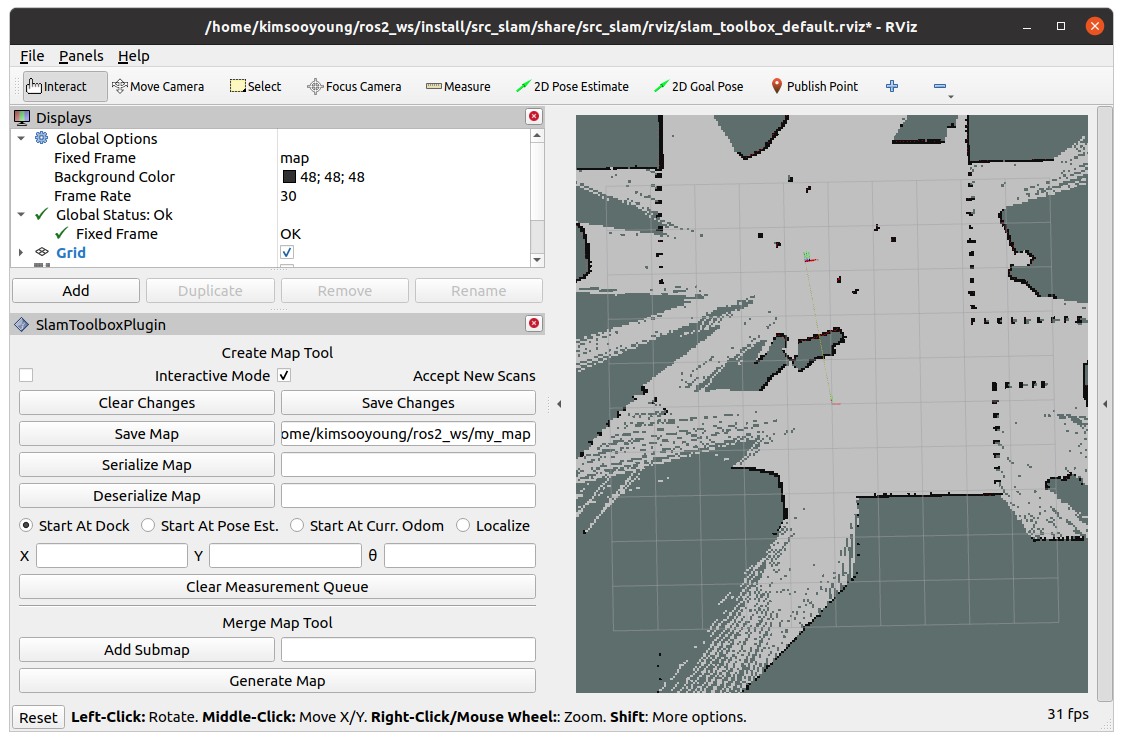 /home/kimsooyoung/ros2_ws/install/src_slam/share/src_slam/rviz/slam_toolbox_default.rviz* - RViz
File Panels Help
Interact Move Camera Select Focus Camera Measure 2D Pose Estimate 2D Goal Pose Publish Point
Displays
Global Options
Fixed Frame map
Background Color 48; 48; 48
Frame Rate 30
Global Status: Ok
Fixed Frame OK
Grid
Add Duplicate Remove Rename
SlamToolboxPlugin
Create Map Tool
Interactive Mode Accept New Scans
Clear Changes Save Changes
Save Map ome/kimsooyoung/ros2_ws/my_map
Serialize Map
Deserialize Map
Start At Dock Start At Pose Est. Start At Curr. Odom Localize
X Y θ
Clear Measurement Queue
Merge Map Tool
Add Submap
Generate Map
Reset Left-Click: Rotate. Middle-Click: Move X/Y. Right-Click/Mouse Wheel:: Zoom. Shift: More options. 31 fps